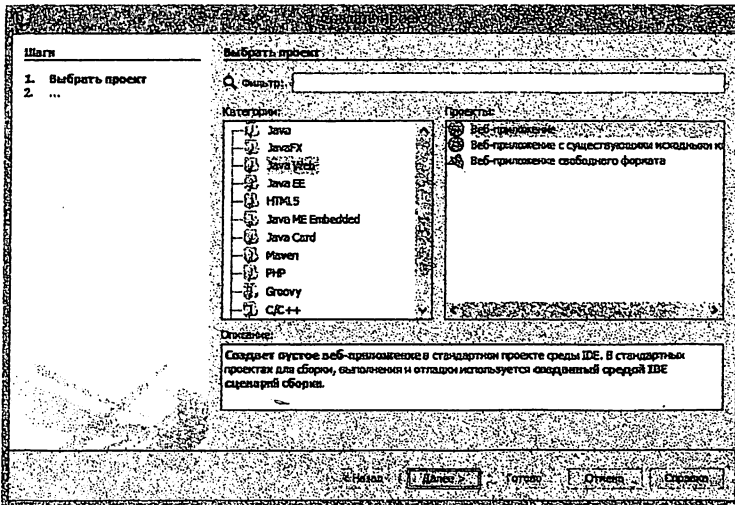 Шаги
1. Выбрать проект
2. ...
Выбрать проект
Фильтр:
Категории:
Java
JavaFX
Java Web
Java EE
HTML5
Java ME Embedded
Java Card
Maven
PHP
Groovy
C/C++
Проекты:
Веб-приложение
Веб-приложение с существующими исходными к
Веб-приложение свободного формата
Описание:
Создает пустое веб-приложение в стандартном проекте среды IDE. В стандартных
проектах для сборки, выполнения и отладки используется созданный средой IDE
сценарий сборки.
< Назад
Далее >
Готово
Отмена
Справка